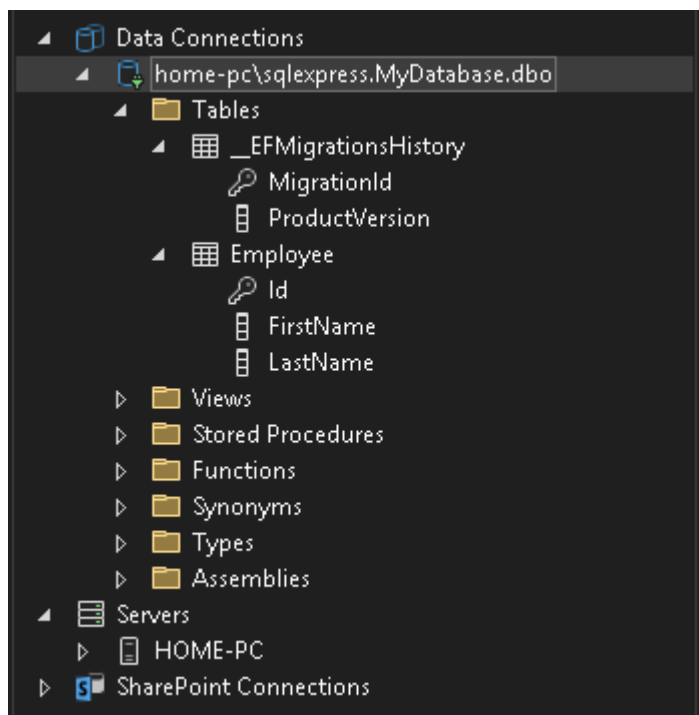 Data Connections
home-pc\sqlexpress.MyDatabase.dbo
Tables
__EFMigrationsHistory
MigrationId
ProductVersion
Employee
Id
FirstName
LastName
Views
Stored Procedures
Functions
Synonyms
Types
Assemblies
Servers
HOME-PC
SharePoint Connections